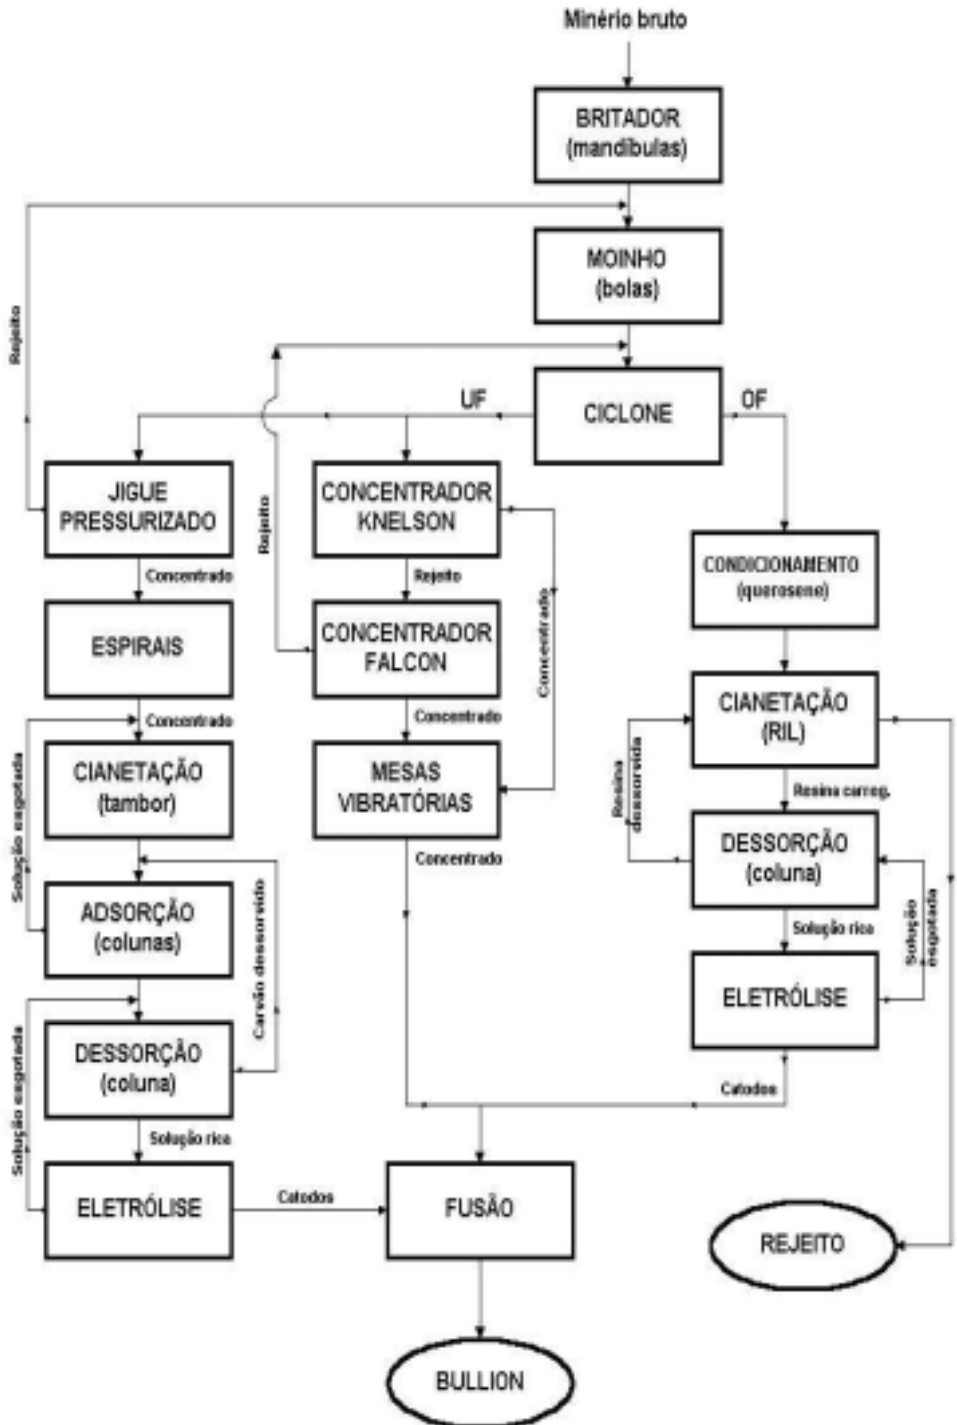 Minério bruto
BRITADOR
(mandíbulas)
MOINHO
(bolas)
Rejeito
CICLONE
UF
OF
JIGUE
PRESSURIZADO
CONCENTRADOR
KNELSON
Rejeito
Concentrado
Rejeito
Concentrado
CONDICIONAMENTO
(querosene)
ESPIRAIS
CONCENTRADOR
FALCON
Concentrado
Concentrado
CIANETAÇÃO
(RIL)
Solução esgotada
CIANETAÇÃO
(tambor)
MESAS
VIBRATÓRIAS
Resina
dessorvida
Resina carreg.
Concentrado
DESSORÇÃO
(coluna)
ADSORÇÃO
(colunas)
Carvão dessorvido
Solução rica
Solução
esgotada
ELETRÓLISE
Solução esgotada
DESSORÇÃO
(coluna)
Catodos
Solução rica
ELETRÓLISE
Catodos
FUSÃO
REJEITO
BULLION